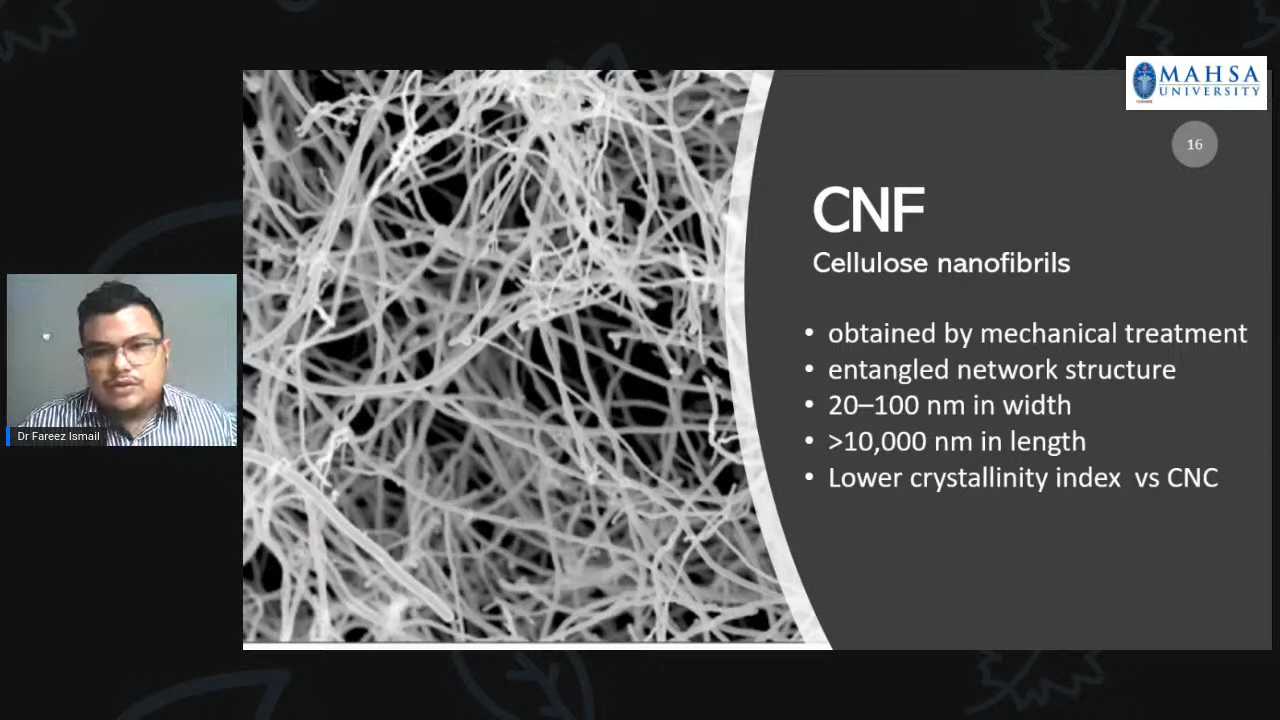 MAHSA
UNIVERSITY
16
CNF
Cellulose nanofibrils
• obtained by mechanical treatment
• entangled network structure
• 20–100 nm in width
• >10,000 nm in length
• Lower crystallinity index vs CNC
Dr Fareez Ismail